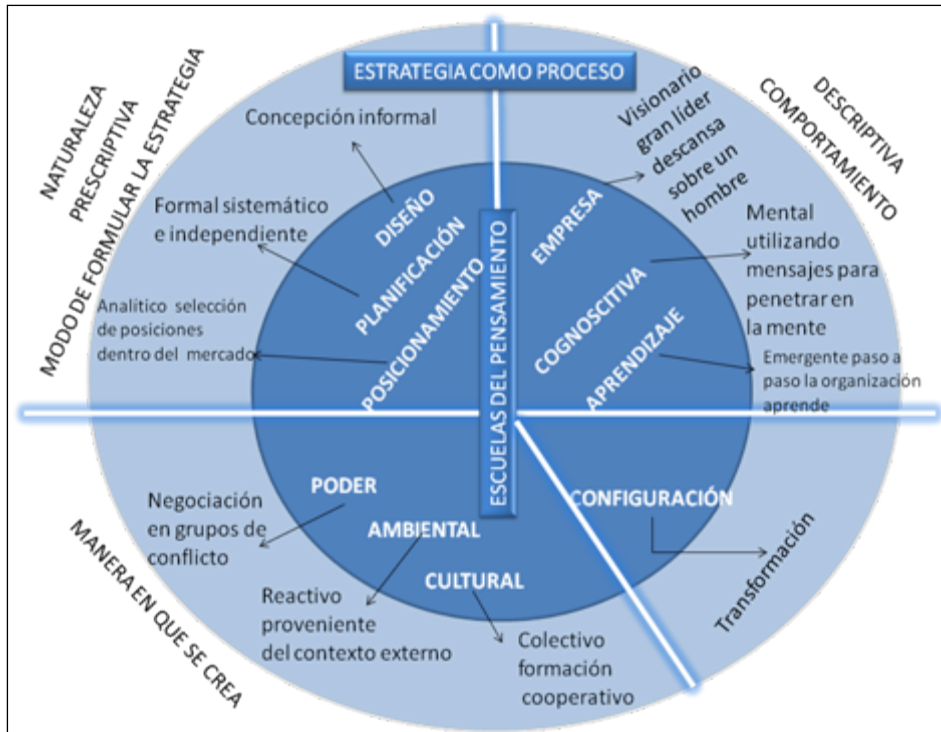 ESTRATEGIA COMO PROCESO
NATURALEZA
PRESCRIPTIVA
MODO DE FORMULAR LA ESTRATEGIA
Concepción informal
DISEÑO
Formal sistemático
e independiente
PLANIFICACIÓN
Analítico selección
de posiciones
dentro del mercado
POSICIONAMIENTO
ESCUELAS DEL PENSAMIENTO
DESCRIPTIVA
COMPORTAMIENTO
Visionario
gran líder
descansa
sobre un
hombre
EMPRESA
Mental
utilizando
mensajes para
penetrar en
la mente
COGNOSCITIVA
Emergente paso a
paso la organización
aprende
APRENDIZAJE
MANERA EN QUE SE CREA
PODER
Negociación
en grupos de
conflicto
AMBIENTAL
Reactivo
proveniente
del contexto externo
CULTURAL
Colectivo
formación
cooperativo
CONFIGURACIÓN
Transformación